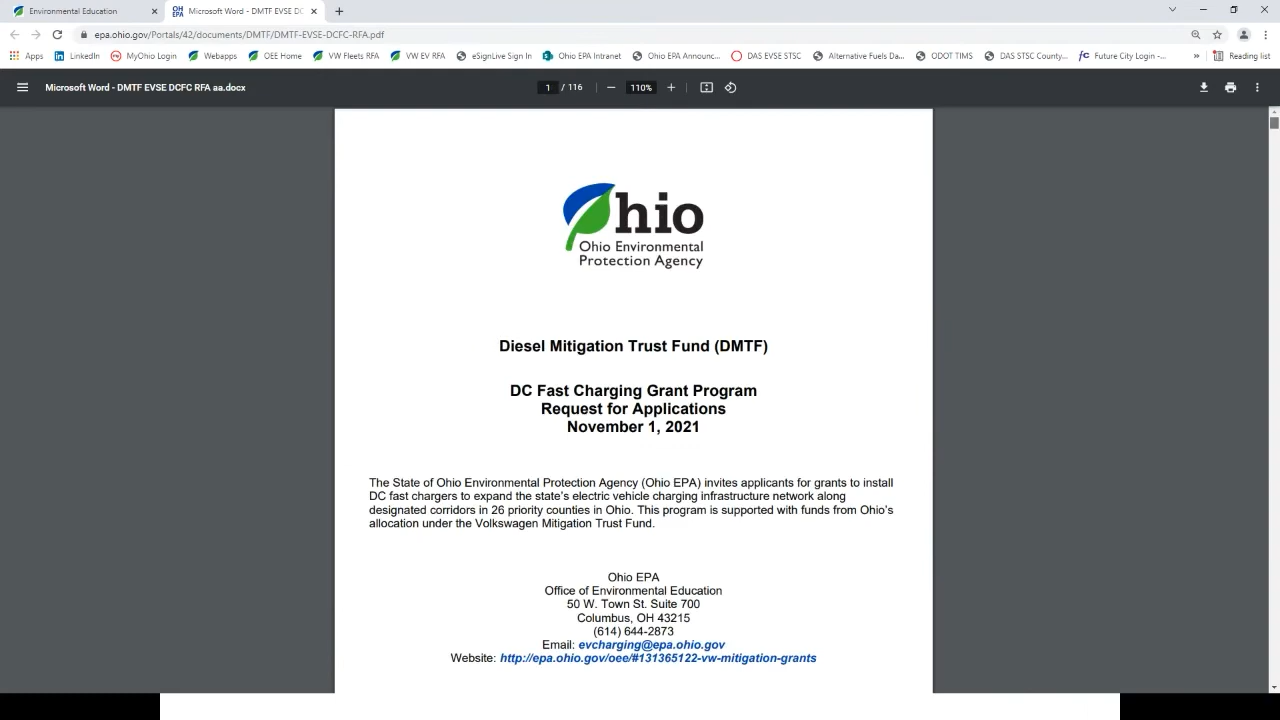 Environmental Education
OH EPA
Microsoft Word - DMTF EVSE DC
epa.ohio.gov/Portals/42/documents/DMTF/DMTF-EVSE-DCFC-RFA.pdf
Apps LinkedIn MyOhio Login Webapps OEE Home VW Fleets RFA VW EV RFA eSignLive Sign In Ohio EPA Intranet Ohio EPA Announc... DAS EVSE STSC Alternative Fuels Da... ODOT TIMS DAS STSC County... Future City Login -... » Reading list
Microsoft Word - DMTF EVSE DCFC RFA aa.docx
1 / 116
110%
Ohio
Ohio Environmental
Protection Agency
Diesel Mitigation Trust Fund (DMTF)
DC Fast Charging Grant Program
Request for Applications
November 1, 2021
The State of Ohio Environmental Protection Agency (Ohio EPA) invites applicants for grants to install
DC fast chargers to expand the state's electric vehicle charging infrastructure network along
designated corridors in 26 priority counties in Ohio. This program is supported with funds from Ohio's
allocation under the Volkswagen Mitigation Trust Fund.
Ohio EPA
Office of Environmental Education
50 W. Town St. Suite 700
Columbus, OH 43215
(614) 644-2873
Email: evcharging@epa.ohio.gov
Website: http://epa.ohio.gov/oee/#131365122-vw-mitigation-grants